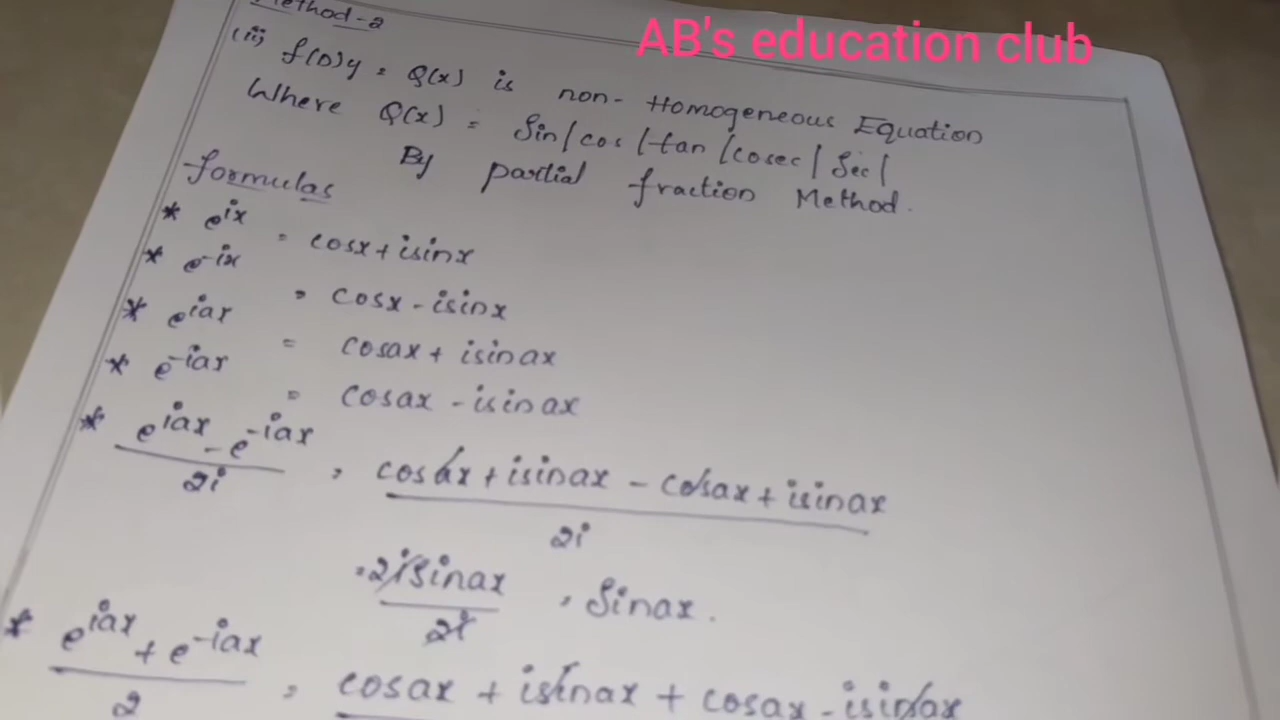 AB's education club
Method-2
(ii) f(D)y = Q(x) is non-Homogeneous Equation
Where Q(x) = Sin/cos/tan/cosec/Sec/
By partial fraction Method.
formulas
* e^ix = cosx + isinx
* e^-ix = cosx - isinx
* e^iax = cosax + isinax
* e^-iax = cosax - isinax
* e^iax - e^-iax / 2i = cosax + isinax - cosax + isinax / 2i
= 2isinax / 2i = Sinax.
* e^iax + e^-iax / 2 = cosax + isinax + cosax - isinax